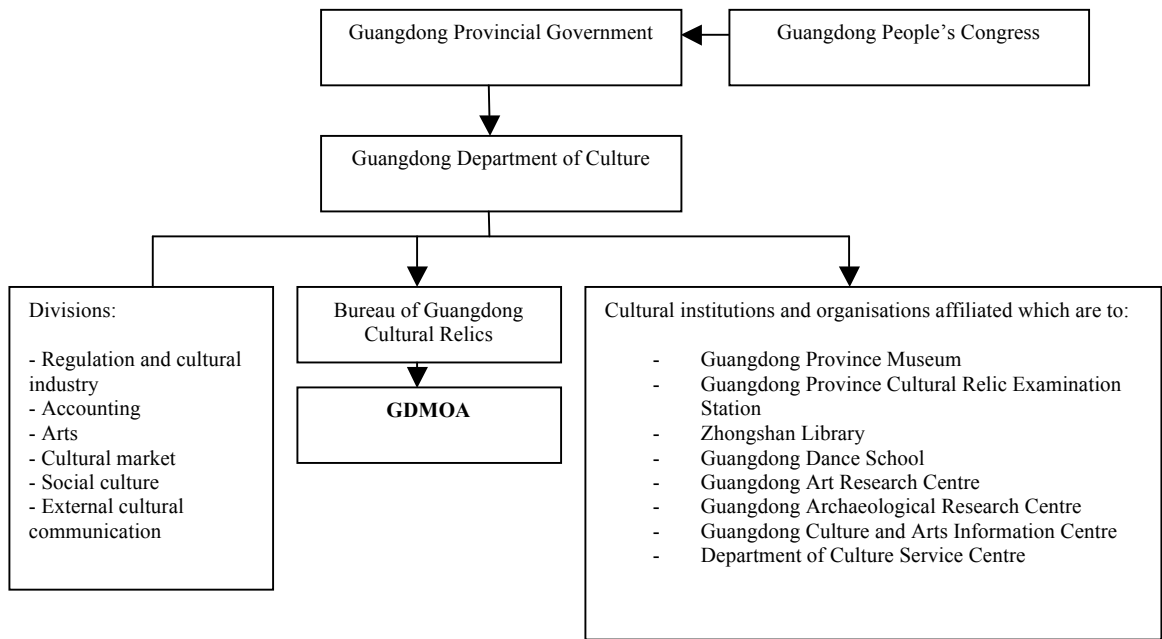 Guangdong Provincial Government
Guangdong People's Congress
Guangdong Department of Culture
Divisions:
- Regulation and cultural
industry
- Accounting
- Arts
- Cultural market
- Social culture
- External cultural
communication
Bureau of Guangdong
Cultural Relics
GDMOA
Cultural institutions and organisations affiliated which are to:
- Guangdong Province Museum
- Guangdong Province Cultural Relic Examination
Station
- Zhongshan Library
- Guangdong Dance School
- Guangdong Art Research Centre
- Guangdong Archaeological Research Centre
- Guangdong Culture and Arts Information Centre
- Department of Culture Service Centre